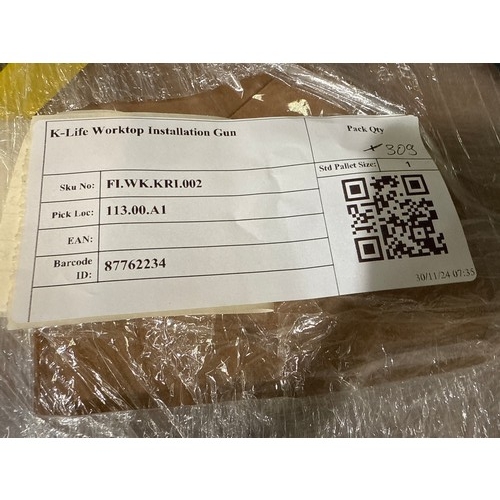 K-Life Worktop Installation Gun
Pack Qty
x 309
Std Pallet Size: 1
Sku No: FI.WK.KRI.002
Pick Loc: 113.00.A1
EAN:
Barcode ID: 87762234
30/11/24 07:35